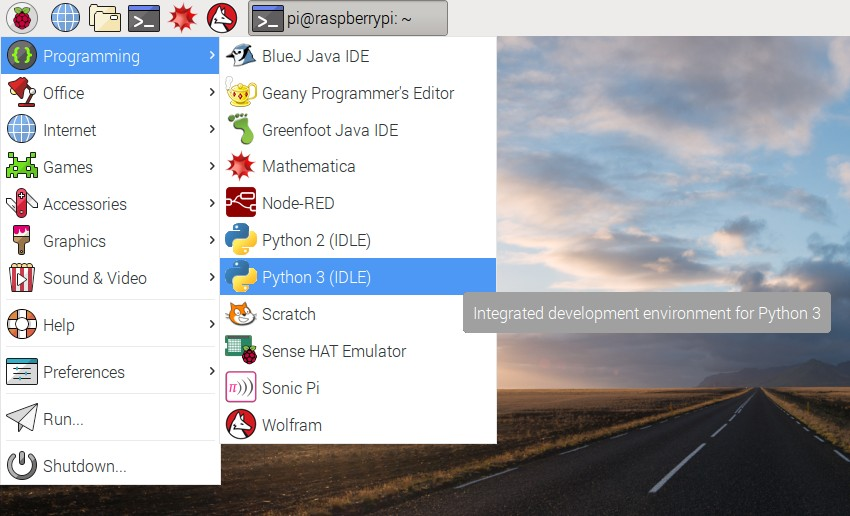 pi@raspberrypi: ~
Programming
Office
Internet
Games
Accessories
Graphics
Sound & Video
Help
Preferences
Run...
Shutdown...
BlueJ Java IDE
Geany Programmer's Editor
Greenfoot Java IDE
Mathematica
Node-RED
Python 2 (IDLE)
Python 3 (IDLE)
Scratch
Sense HAT Emulator
Sonic Pi
Wolfram
Integrated development environment for Python 3